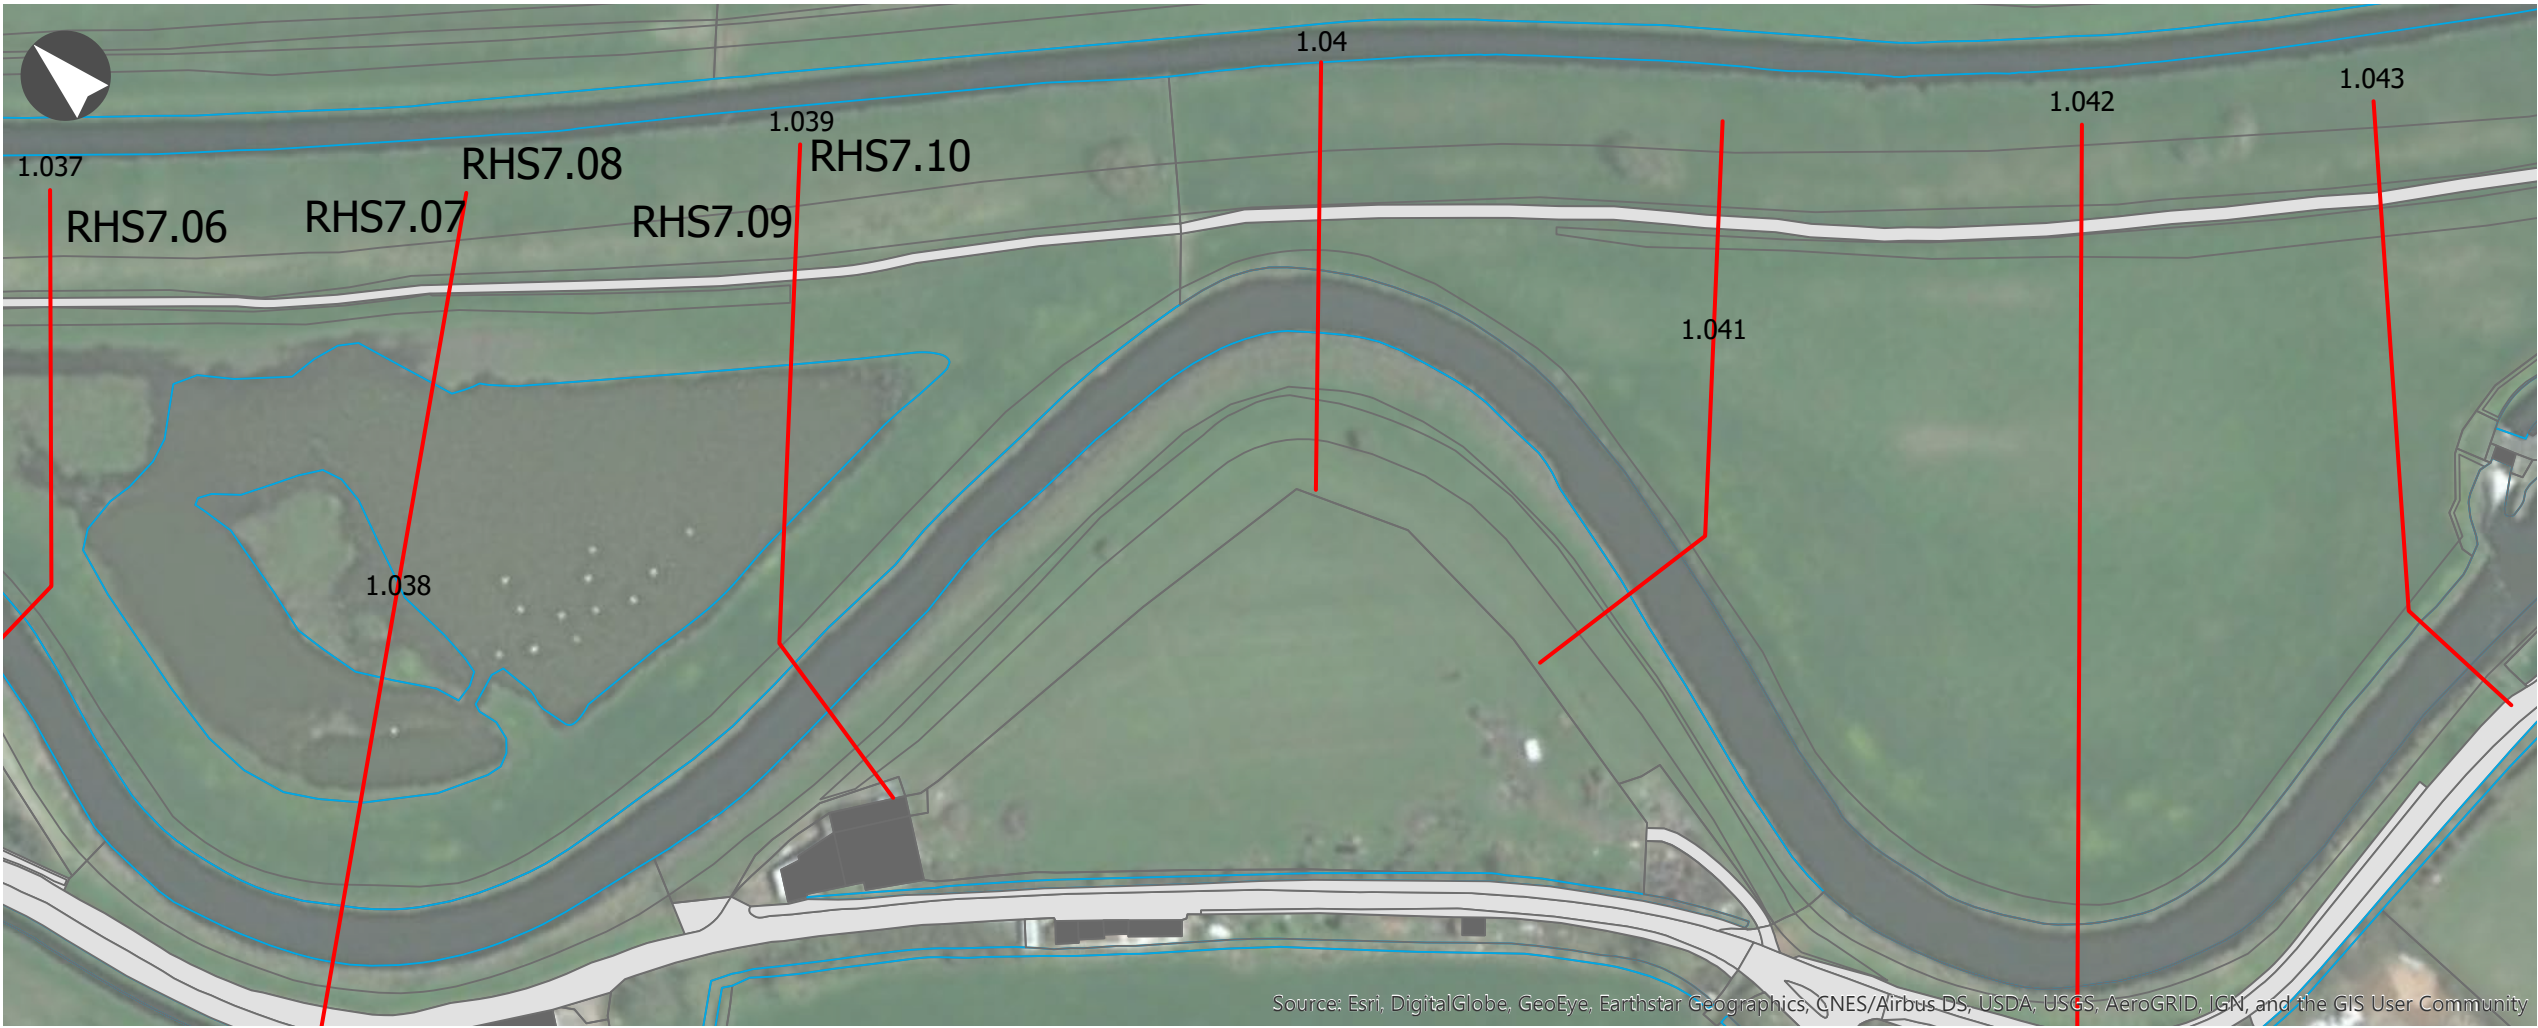 1.04
1.043
1.042
1.039
RHS7.10
RHS7.08
1.037
RHS7.07
RHS7.09
RHS7.06
1.041
1.038
Source: Esri, DigitalGlobe, GeoEye, Earthstar Geographics, CNES/Airbus DS, USDA, USGS, AeroGRID, IGN, and the GIS User Community